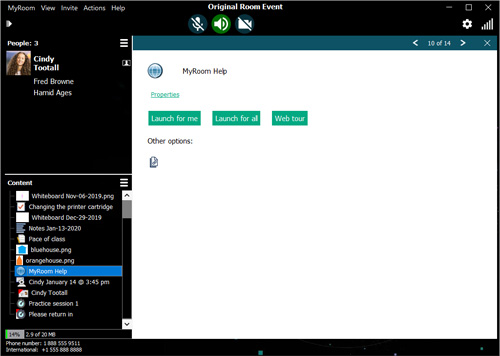 MyRoom View Invite Actions Help
Original Room Event
People: 3
Cindy
Tootall
Fred Browne
Hamid Ages
10 of 14
MyRoom Help
Properties
Launch for me
Launch for all
Web tour
Other options:
Content
Whiteboard Nov-06-2019.png
Changing the printer cartridge
Whiteboard Dec-29-2019
Notes Jan-13-2020
Pace of class
bluehouse.png
orangehouse.png
MyRoom Help
Cindy January 14 @ 3:45 pm
Cindy Tootall
Practice session 1
Please return in
14% 2.9 of 20 MB
Phone number: 1 888 555 9511
International: +1 555 888 8888